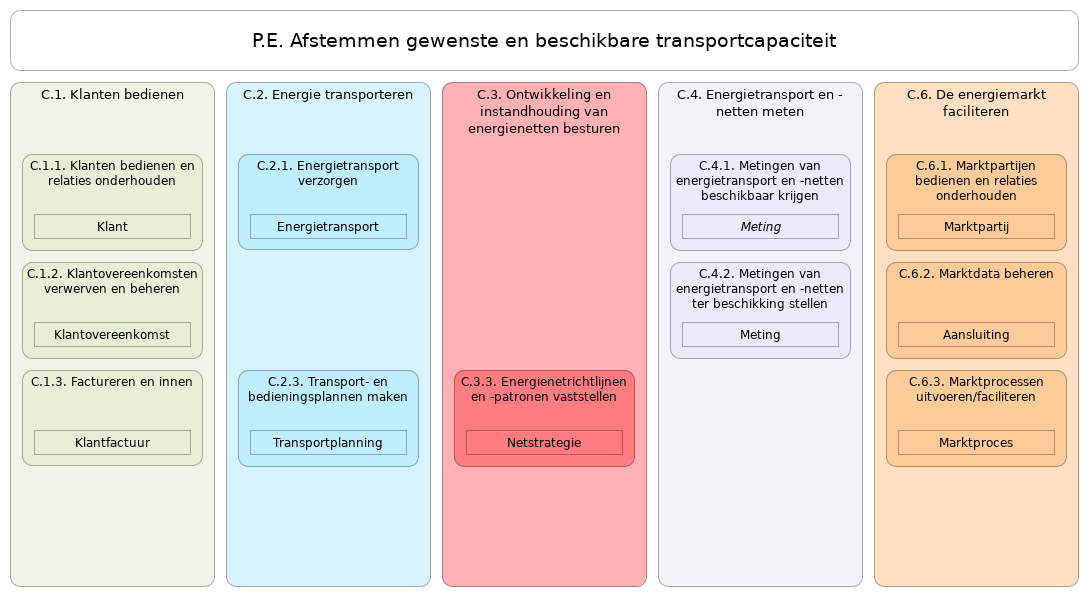 P.E. Afstemmen gewenste en beschikbare transportcapaciteit
C.1. Klanten bedienen
C.1.1. Klanten bedienen en
relaties onderhouden
Klant
C.1.2. Klantovereenkomsten
verwerven en beheren
Klantovereenkomst
C.1.3. Factureren en innen
Klantfactuur
C.2. Energie transporteren
C.2.1. Energietransport
verzorgen
Energietransport
C.2.3. Transport- en
bedieningsplannen maken
Transportplanning
C.3. Ontwikkeling en
instandhouding van
energienetten besturen
C.3.3. Energienetrichtlijnen
en -patronen vaststellen
Netstrategie
C.4. Energietransport en -
netten meten
C.4.1. Metingen van
energietransport en -netten
beschikbaar krijgen
Meting
C.4.2. Metingen van
energietransport en -netten
ter beschikking stellen
Meting
C.6. De energiemarkt
faciliteren
C.6.1. Marktpartijen
bedienen en relaties
onderhouden
Marktpartij
C.6.2. Marktdata beheren
Aansluiting
C.6.3. Marktprocessen
uitvoeren/faciliteren
Marktproces